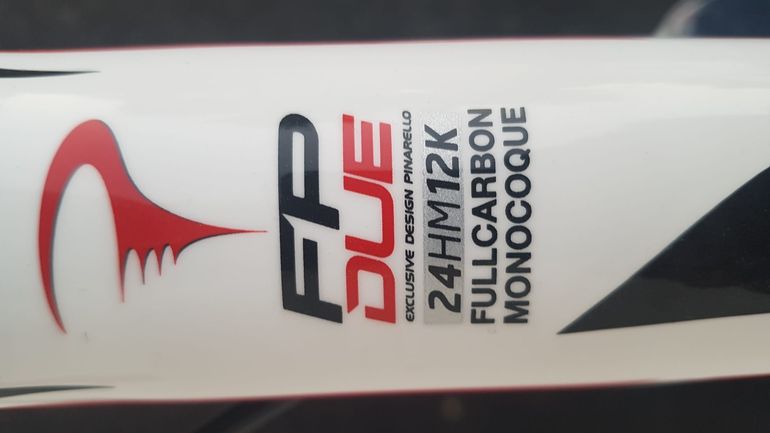 FP
DUE
EXCLUSIVE DESIGN PINARELLO
24HM12K
FULLCARBON
MONOCOQUE